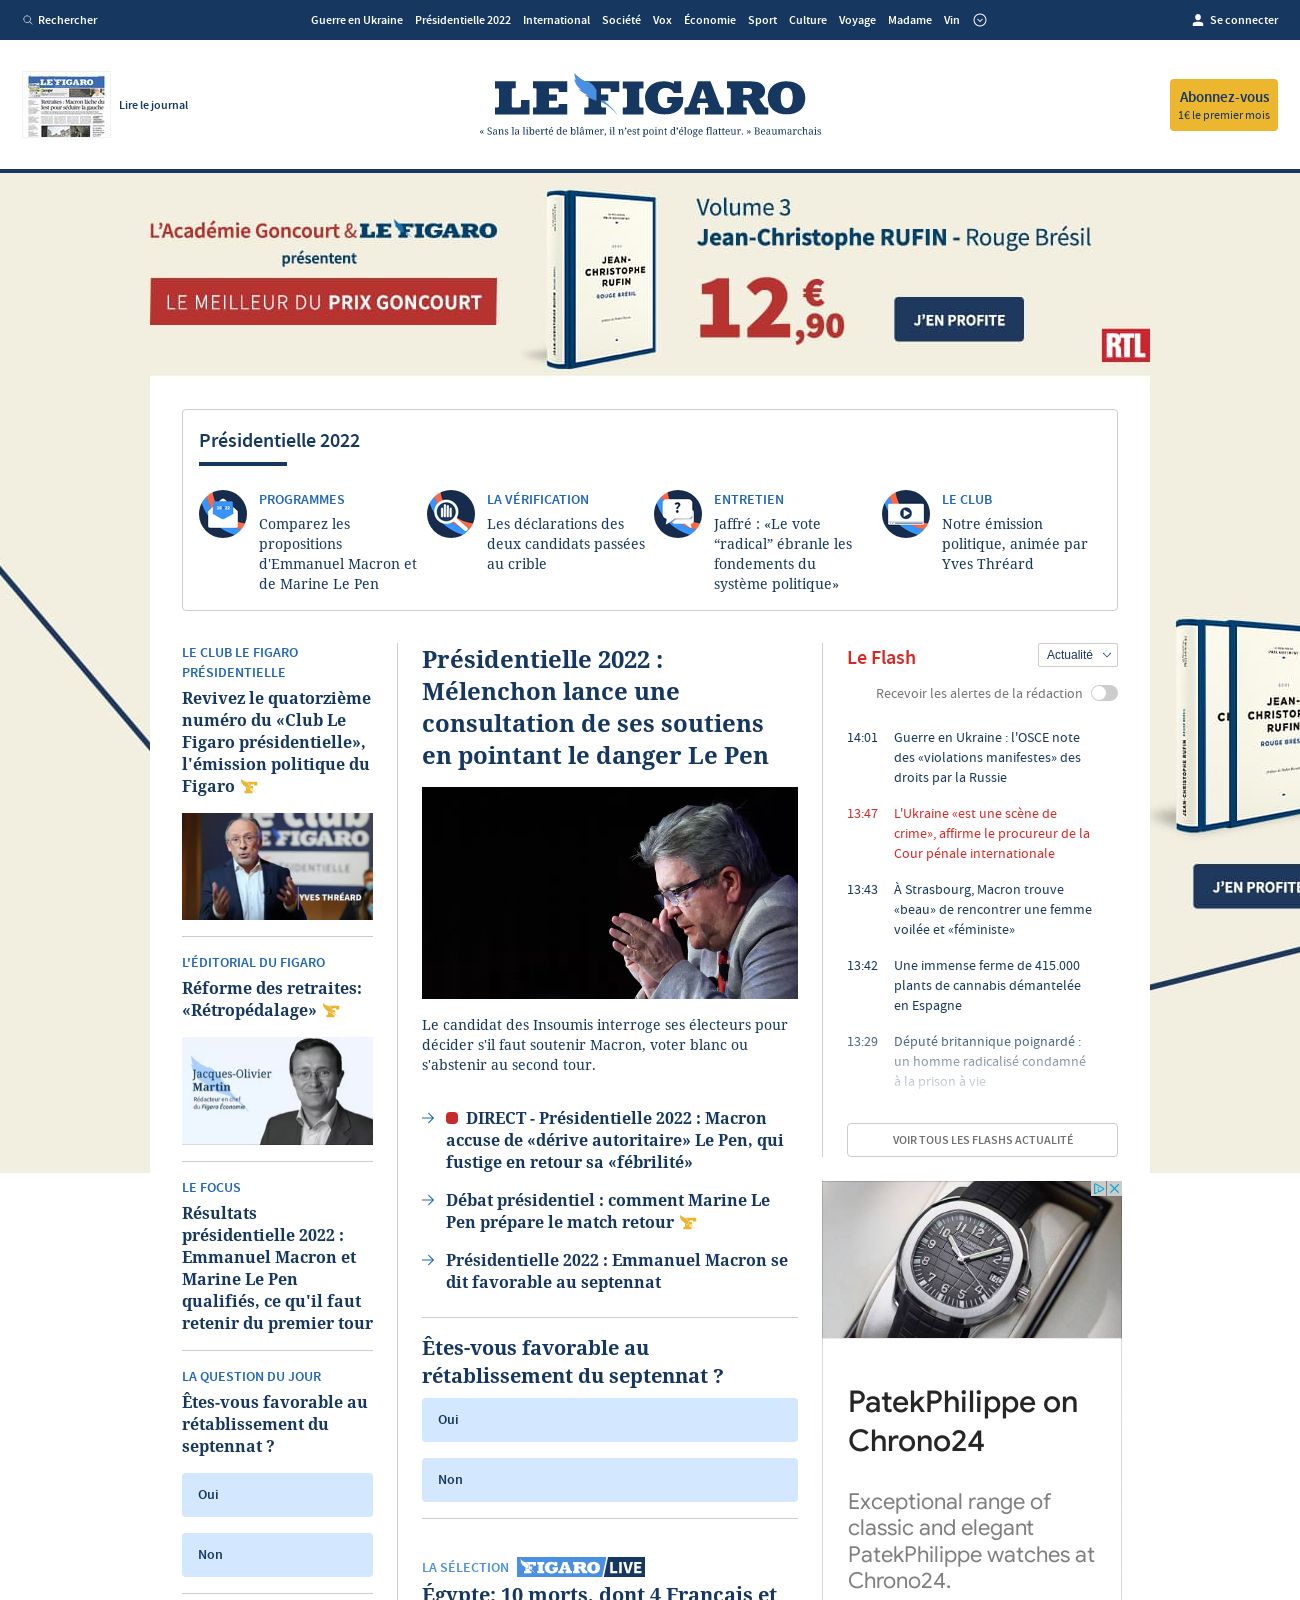 Rechercher
Guerre en Ukraine Présidentielle 2022 International Société Vox Économie Sport Culture Voyage Madame Vin
Se connecter
LE FIGARO
Lire le journal
LE FIGARO
« Sans la liberté de blâmer, il n’est point d’éloge flatteur. » Beaumarchais
Abonnez-vous
1€ le premier mois
L’Académie Goncourt & LE FIGARO
présentent
LE MEILLEUR DU PRIX GONCOURT
JEAN-
CHRISTOPHE
RUFIN
ROUGE BRÉSIL
Volume 3
Jean-Christophe RUFIN - Rouge Brésil
12,€90
J’EN PROFITE
RTL
Présidentielle 2022
PROGRAMMES
Comparez les
propositions
d'Emmanuel Macron et
de Marine Le Pen
LA VÉRIFICATION
Les déclarations des
deux candidats passées
au crible
?
ENTRETIEN
Jaffré : «Le vote
“radical” ébranle les
fondements du
système politique»
LE CLUB
Notre émission
politique, animée par
Yves Thréard
LE CLUB LE FIGARO
PRÉSIDENTIELLE
Revivez le quatorzième
numéro du «Club Le
Figaro présidentielle»,
l'émission politique du
Figaro
le Club
E FIGARO
SIDENTIELLE
YVES THRÉARD
L'ÉDITORIAL DU FIGARO
Réforme des retraites:
«Rétropédalage»
Jacques-Olivier
Martin
Rédacteur en chef
du Figaro Économie
LE FOCUS
Résultats
présidentielle 2022 :
Emmanuel Macron et
Marine Le Pen
qualifiés, ce qu'il faut
retenir du premier tour
LA QUESTION DU JOUR
Êtes-vous favorable au
rétablissement du
septennat ?
Oui
Non
Présidentielle 2022 :
Mélenchon lance une
consultation de ses soutiens
en pointant le danger Le Pen
Le candidat des Insoumis interroge ses électeurs pour
décider s'il faut soutenir Macron, voter blanc ou
s'abstenir au second tour.
DIRECT - Présidentielle 2022 : Macron
accuse de «dérive autoritaire» Le Pen, qui
fustige en retour sa «fébrilité»
Débat présidentiel : comment Marine Le
Pen prépare le match retour
Présidentielle 2022 : Emmanuel Macron se
dit favorable au septennat
Êtes-vous favorable au
rétablissement du septennat ?
Oui
Non
LA SÉLECTION FIGARO LIVE
Égypte: 10 morts, dont 4 Français et
Le Flash
Actualité
Recevoir les alertes de la rédaction
14:01 Guerre en Ukraine : l'OSCE note
des «violations manifestes» des
droits par la Russie
13:47 L'Ukraine «est une scène de
crime», affirme le procureur de la
Cour pénale internationale
13:43 À Strasbourg, Macron trouve
«beau» de rencontrer une femme
voilée et «féministe»
13:42 Une immense ferme de 415.000
plants de cannabis démantelée
en Espagne
13:29 Député britannique poignardé :
un homme radicalisé condamné
à la prison à vie
VOIR TOUS LES FLASHS ACTUALITÉ
PatekPhilippe on
Chrono24
Exceptional range of
classic and elegant
PatekPhilippe watches at
Chrono24.
J’EN PROFITE